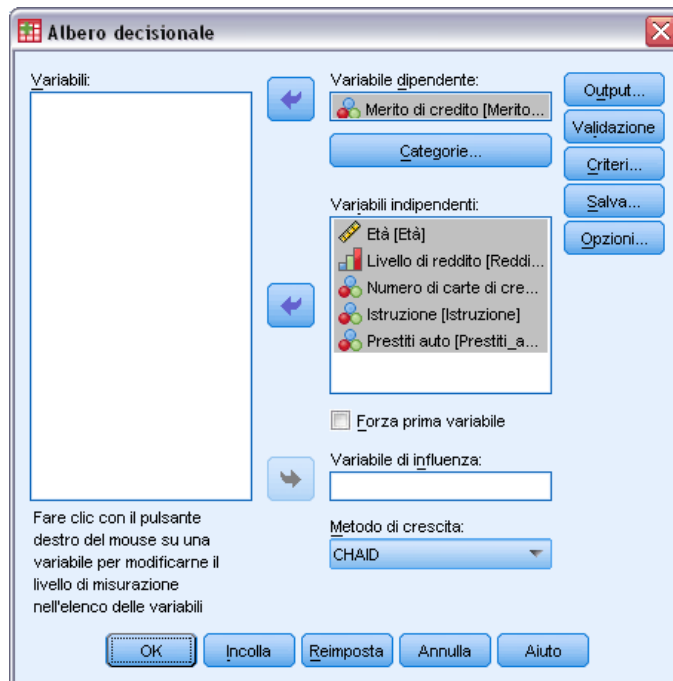 Albero decisionale
Variabili:
Variabile dipendente:
Merito di credito [Merito...
Categorie...
Variabili indipendenti:
Età [Età]
Livello di reddito [Reddi...
Numero di carte di cre...
Istruzione [Istruzione]
Prestiti auto [Prestiti_a...
Forza prima variabile
Variabile di influenza:
Metodo di crescita:
CHAID
Output...
Validazione
Criteri...
Salva...
Opzioni...
Fare clic con il pulsante
destro del mouse su una
variabile per modificarne il
livello di misurazione
nell'elenco delle variabili
OK
Incolla
Reimposta
Annulla
Aiuto